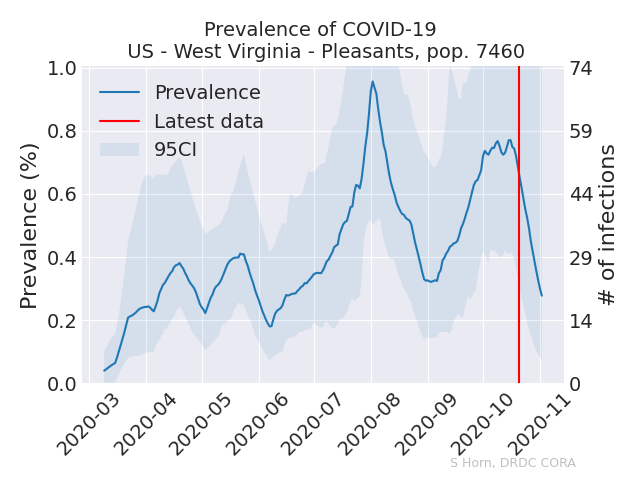 Prevalence of COVID-19
US - West Virginia - Pleasants, pop. 7460
Prevalence
Latest data
95CI
Prevalence (%)
1.0
0.8
0.6
0.4
0.2
0.0
74
59
44
29
14
0
# of infections
2020-03
2020-04
2020-05
2020-06
2020-07
2020-08
2020-09
2020-10
2020-11
S Horn, DRDC CORA